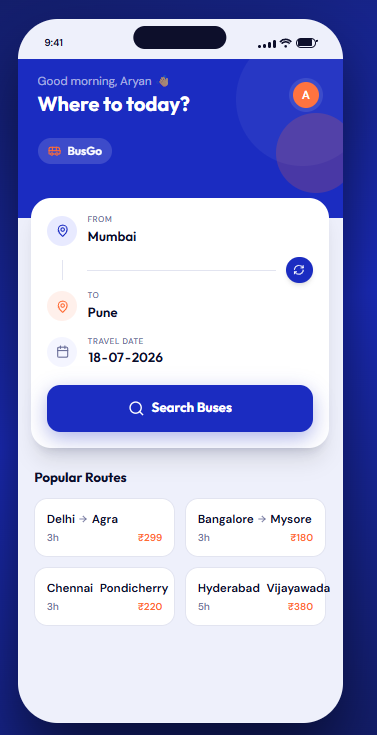 9:41
Good morning, Aryan 👋
Where to today?
A
BusGo
FROM
Mumbai
TO
Pune
TRAVEL DATE
18-07-2026
Search Buses
Popular Routes
Delhi → Agra
3h ₹299
Bangalore → Mysore
3h ₹180
Chennai Pondicherry
3h ₹220
Hyderabad Vijayawada
5h ₹380